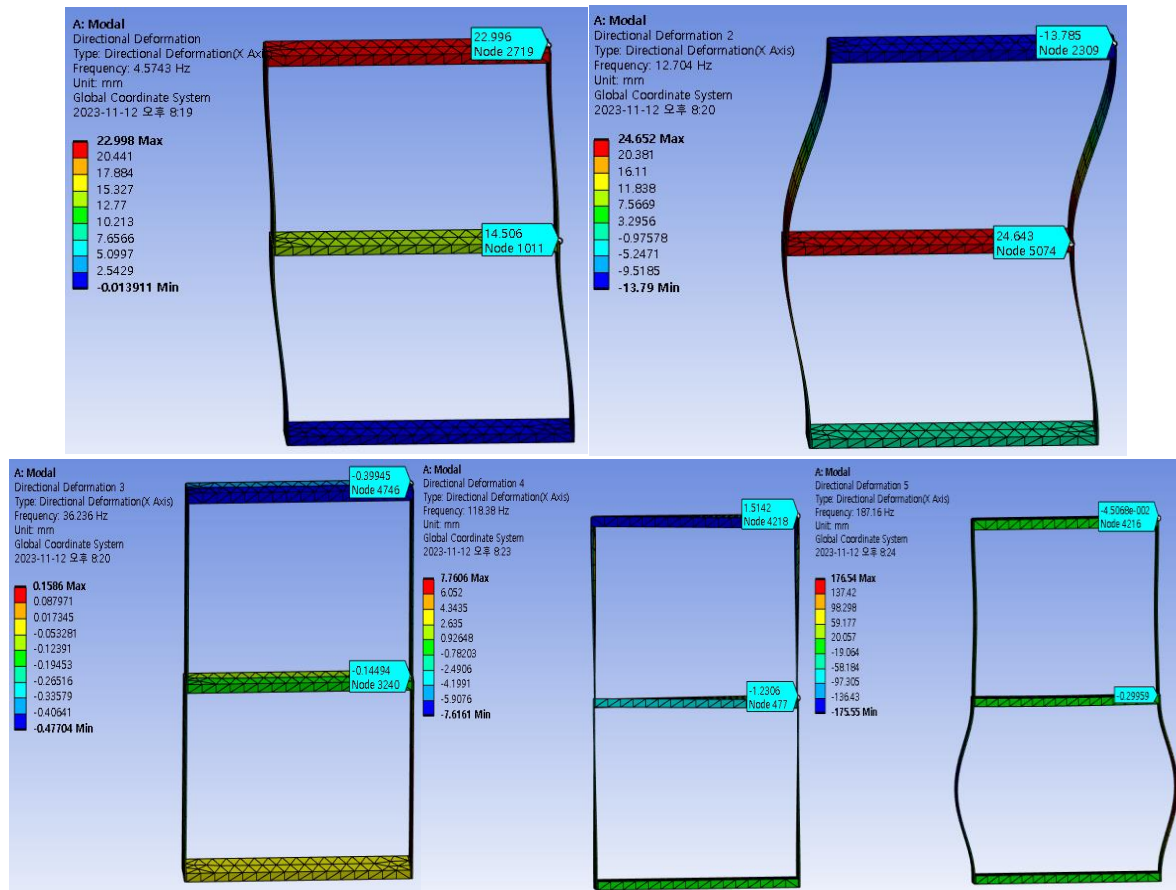 A: Modal
Directional Deformation
Type: Directional Deformation(X Axi
Frequency: 4.5743 Hz
Unit: mm
Global Coordinate System
2023-11-12 오후 8:19
22.998 Max
20.441
17.884
15.327
12.77
10.213
7.6566
5.0997
2.5429
-0.013911 Min
22.996
Node 2719
14.506
Node 1011
A: Modal
Directional Deformation 2
Type: Directional Deformation(X Axis)
Frequency: 12.704 Hz
Unit: mm
Global Coordinate System
2023-11-12 오후 8:20
24.652 Max
20.381
16.11
11.838
7.5669
3.2956
-0.97578
-5.2471
-9.5185
-13.79 Min
-13.785
Node 2309
24.643
Node 5074
A: Modal
Directional Deformation 3
Type: Directional Deformation(X Axis)
Frequency: 36.236 Hz
Unit: mm
Global Coordinate System
2023-11-12 오후 8:20
0.1586 Max
0.087971
0.017345
-0.053281
-0.12391
-0.19453
-0.26516
-0.33579
-0.40641
-0.47704 Min
-0.39945
Node 4746
-0.14494
Node 3240
A: Modal
Directional Deformation 4
Type: Directional Deformation(X Axis)
Frequency: 118.38 Hz
Unit: mm
Global Coordinate System
2023-11-12 오후 8:23
7.7606 Max
6.052
4.3435
2.635
0.92648
-0.78203
-2.4906
-4.1991
-5.9076
-7.6161 Min
1.5142
Node 4218
-1.2306
Node 477
A: Modal
Directional Deformation 5
Type: Directional Deformation(X Axis)
Frequency: 187.16 Hz
Unit: mm
Global Coordinate System
2023-11-12 오후 8:24
176.54 Max
137.42
98.298
59.177
20.057
-19.064
-58.184
-97.305
-136.43
-175.55 Min
-4.5068e-002
Node 4216
-0.29959